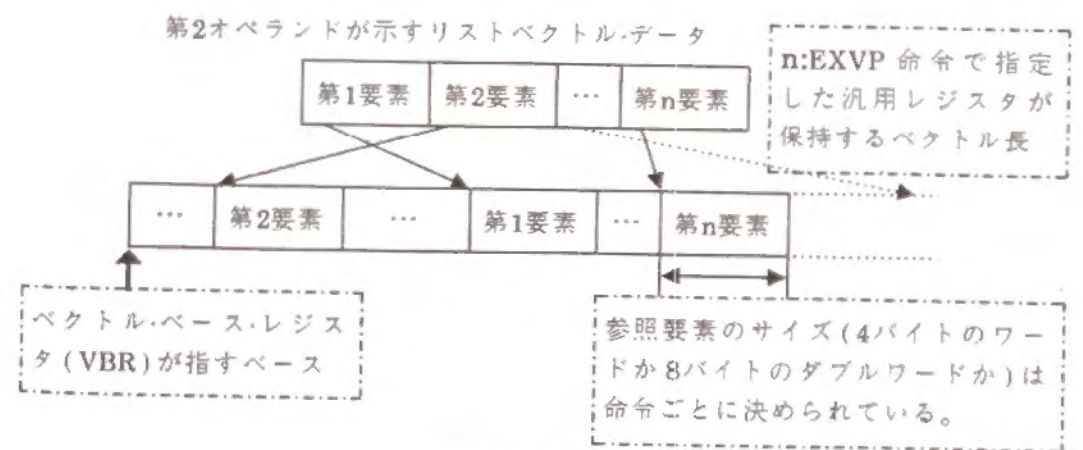 第2オペランドが示すリストベクトル·データ
n:EXVP 命令で指定
した汎用レジスタが
保持するベクトル長
第1要素 第2要素 … 第n要素
… 第2要素 … 第1要素 … 第n要素
ベクトル·ベース·レジス
タ(VBR)が指すベース
参照要素のサイズ(4バイトのワー
ドか8バイトのダブルワードか)は
命令ごとに決められている。